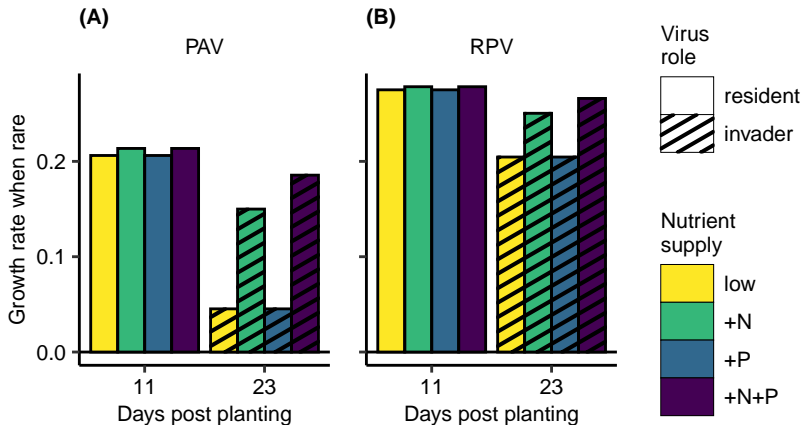 (A)
PAV
(B)
RPV
Growth rate when rare
0.2
0.1
0.0
11
23
Days post planting
11
23
Days post planting
Virus
role
resident
invader
Nutrient
supply
low
+N
+P
+N+P